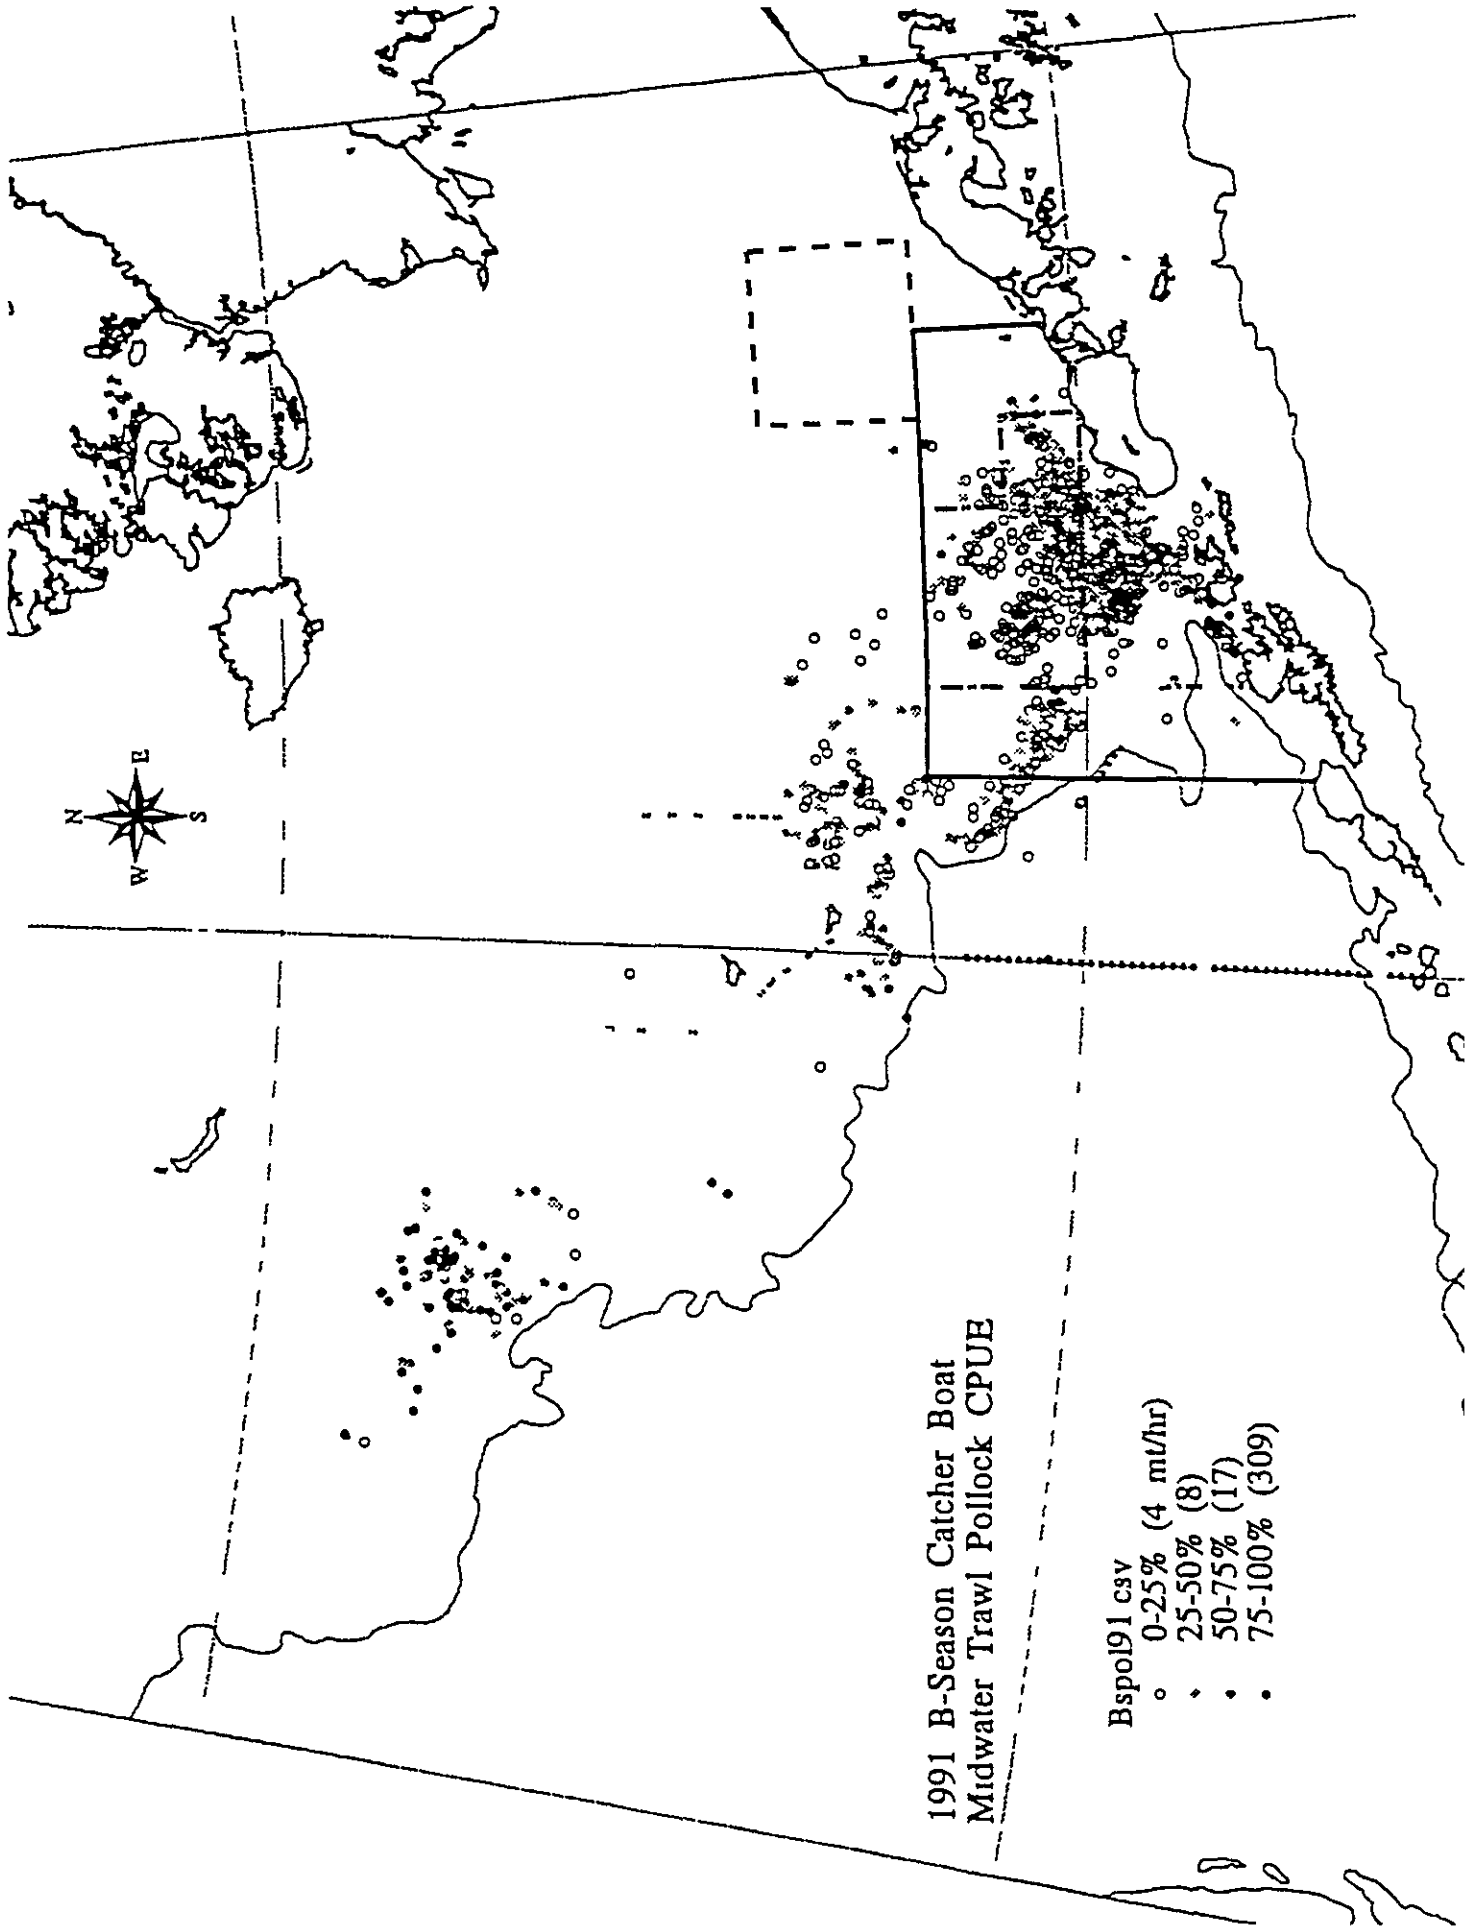 N
W E
S
1991 B-Season Catcher Boat
Midwater Trawl Pollock CPUE
Bspol91 csv
0-25% (4 mt/hr)
25-50% (8)
50-75% (17)
75-100% (309)